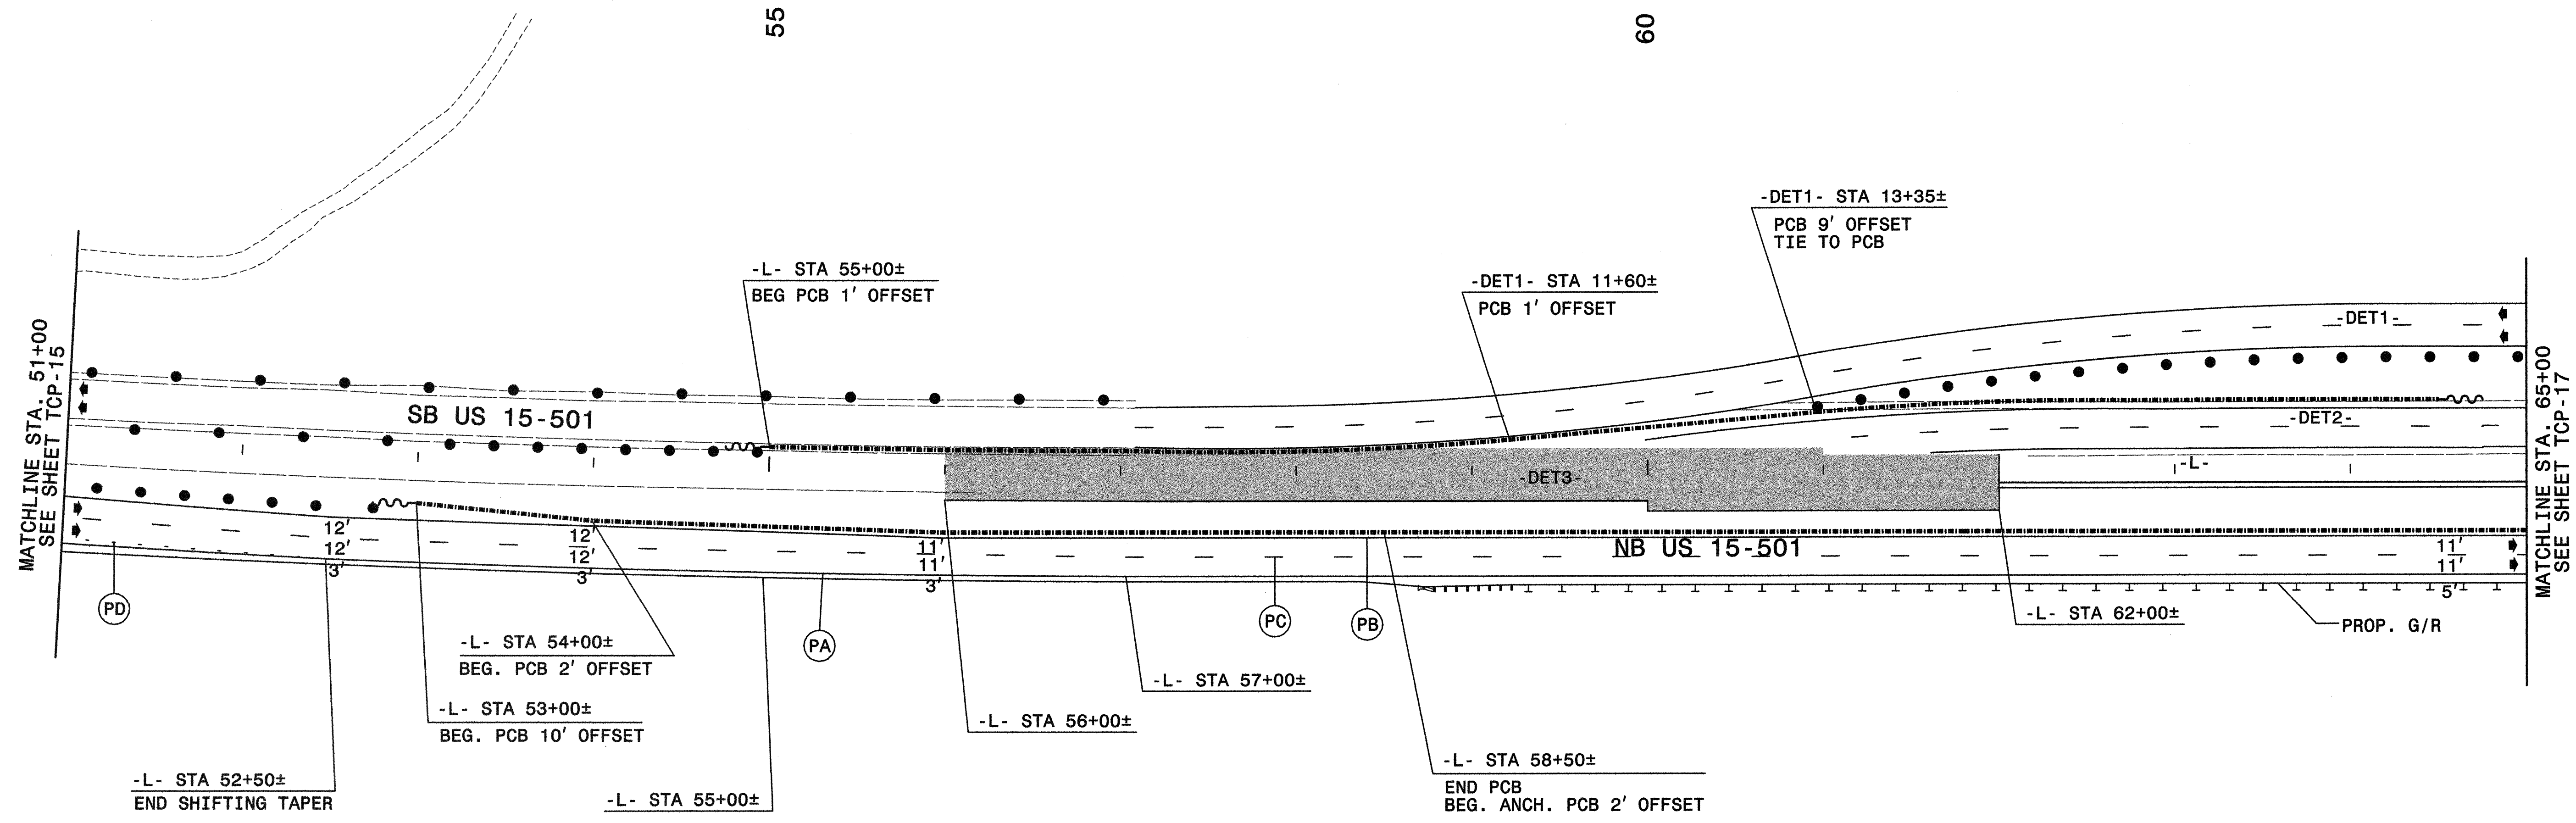 55
60
MATCHLINE STA. 51+00
SEE SHEET TCP-15
-L- STA 55+00±
BEG PCB 1' OFFSET
-DET1- STA 11+60±
PCB 1' OFFSET
-DET1- STA 13+35±
PCB 9' OFFSET
TIE TO PCB
-DET1-
SB US 15-501
-DET2-
-L-
-DET3-
12'
12'
3'
12'
12'
3'
11'
11'
3'
NB US 15-501
11'
11'
5'
PD
PA
PC
PB
-L- STA 62+00±
PROP. G/R
-L- STA 54+00±
BEG. PCB 2' OFFSET
-L- STA 57+00±
-L- STA 53+00±
BEG. PCB 10' OFFSET
-L- STA 56+00±
-L- STA 58+50±
END PCB
BEG. ANCH. PCB 2' OFFSET
-L- STA 52+50±
END SHIFTING TAPER
-L- STA 55+00±
MATCHLINE STA. 65+00
SEE SHEET TCP-17